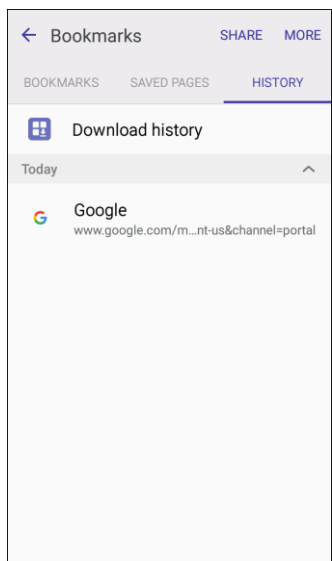 Bookmarks SHARE MORE
BOOKMARKS SAVED PAGES HISTORY
Download history
Today
Google
www.google.com/m...nt-us&channel=portal